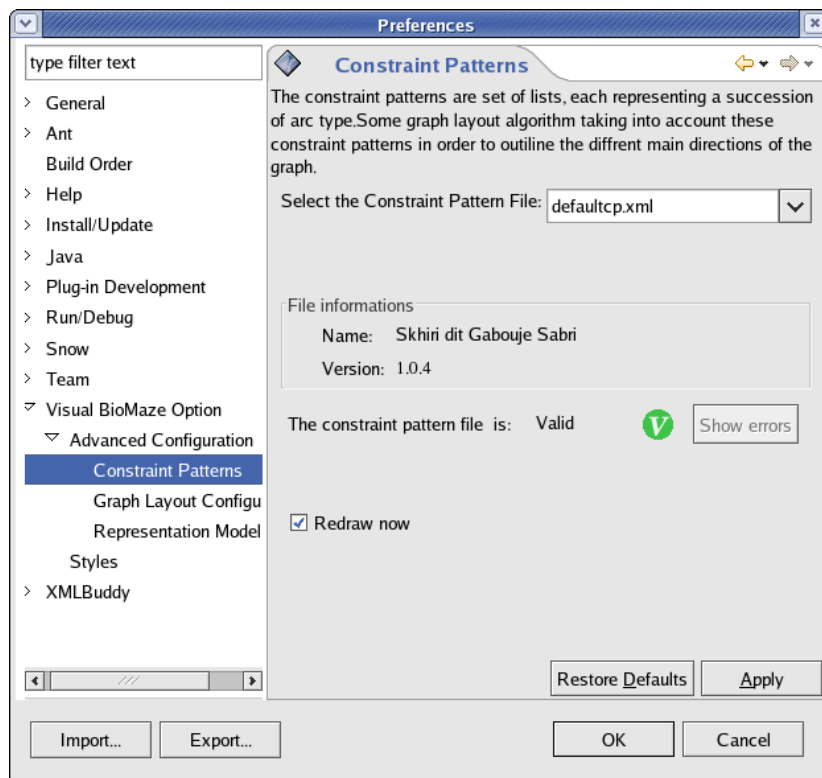 Preferences
type filter text
General
Ant
Build Order
Help
Install/Update
Java
Plug-in Development
Run/Debug
Snow
Team
Visual BioMaze Option
Advanced Configuration
Constraint Patterns
Graph Layout Configu
Representation Model
Styles
XMLBuddy
Constraint Patterns
The constraint patterns are set of lists, each representing a succession
of arc type.Some graph layout algorithm taking into account these
constraint patterns in order to outiline the diffrent main directions of the
graph.
Select the Constraint Pattern File: defaultcp.xml
File informations
Name: Skhiri dit Gabouje Sabri
Version: 1.0.4
The constraint pattern file is: Valid V Show errors
Redraw now
Restore Defaults Apply
Import... Export... OK Cancel